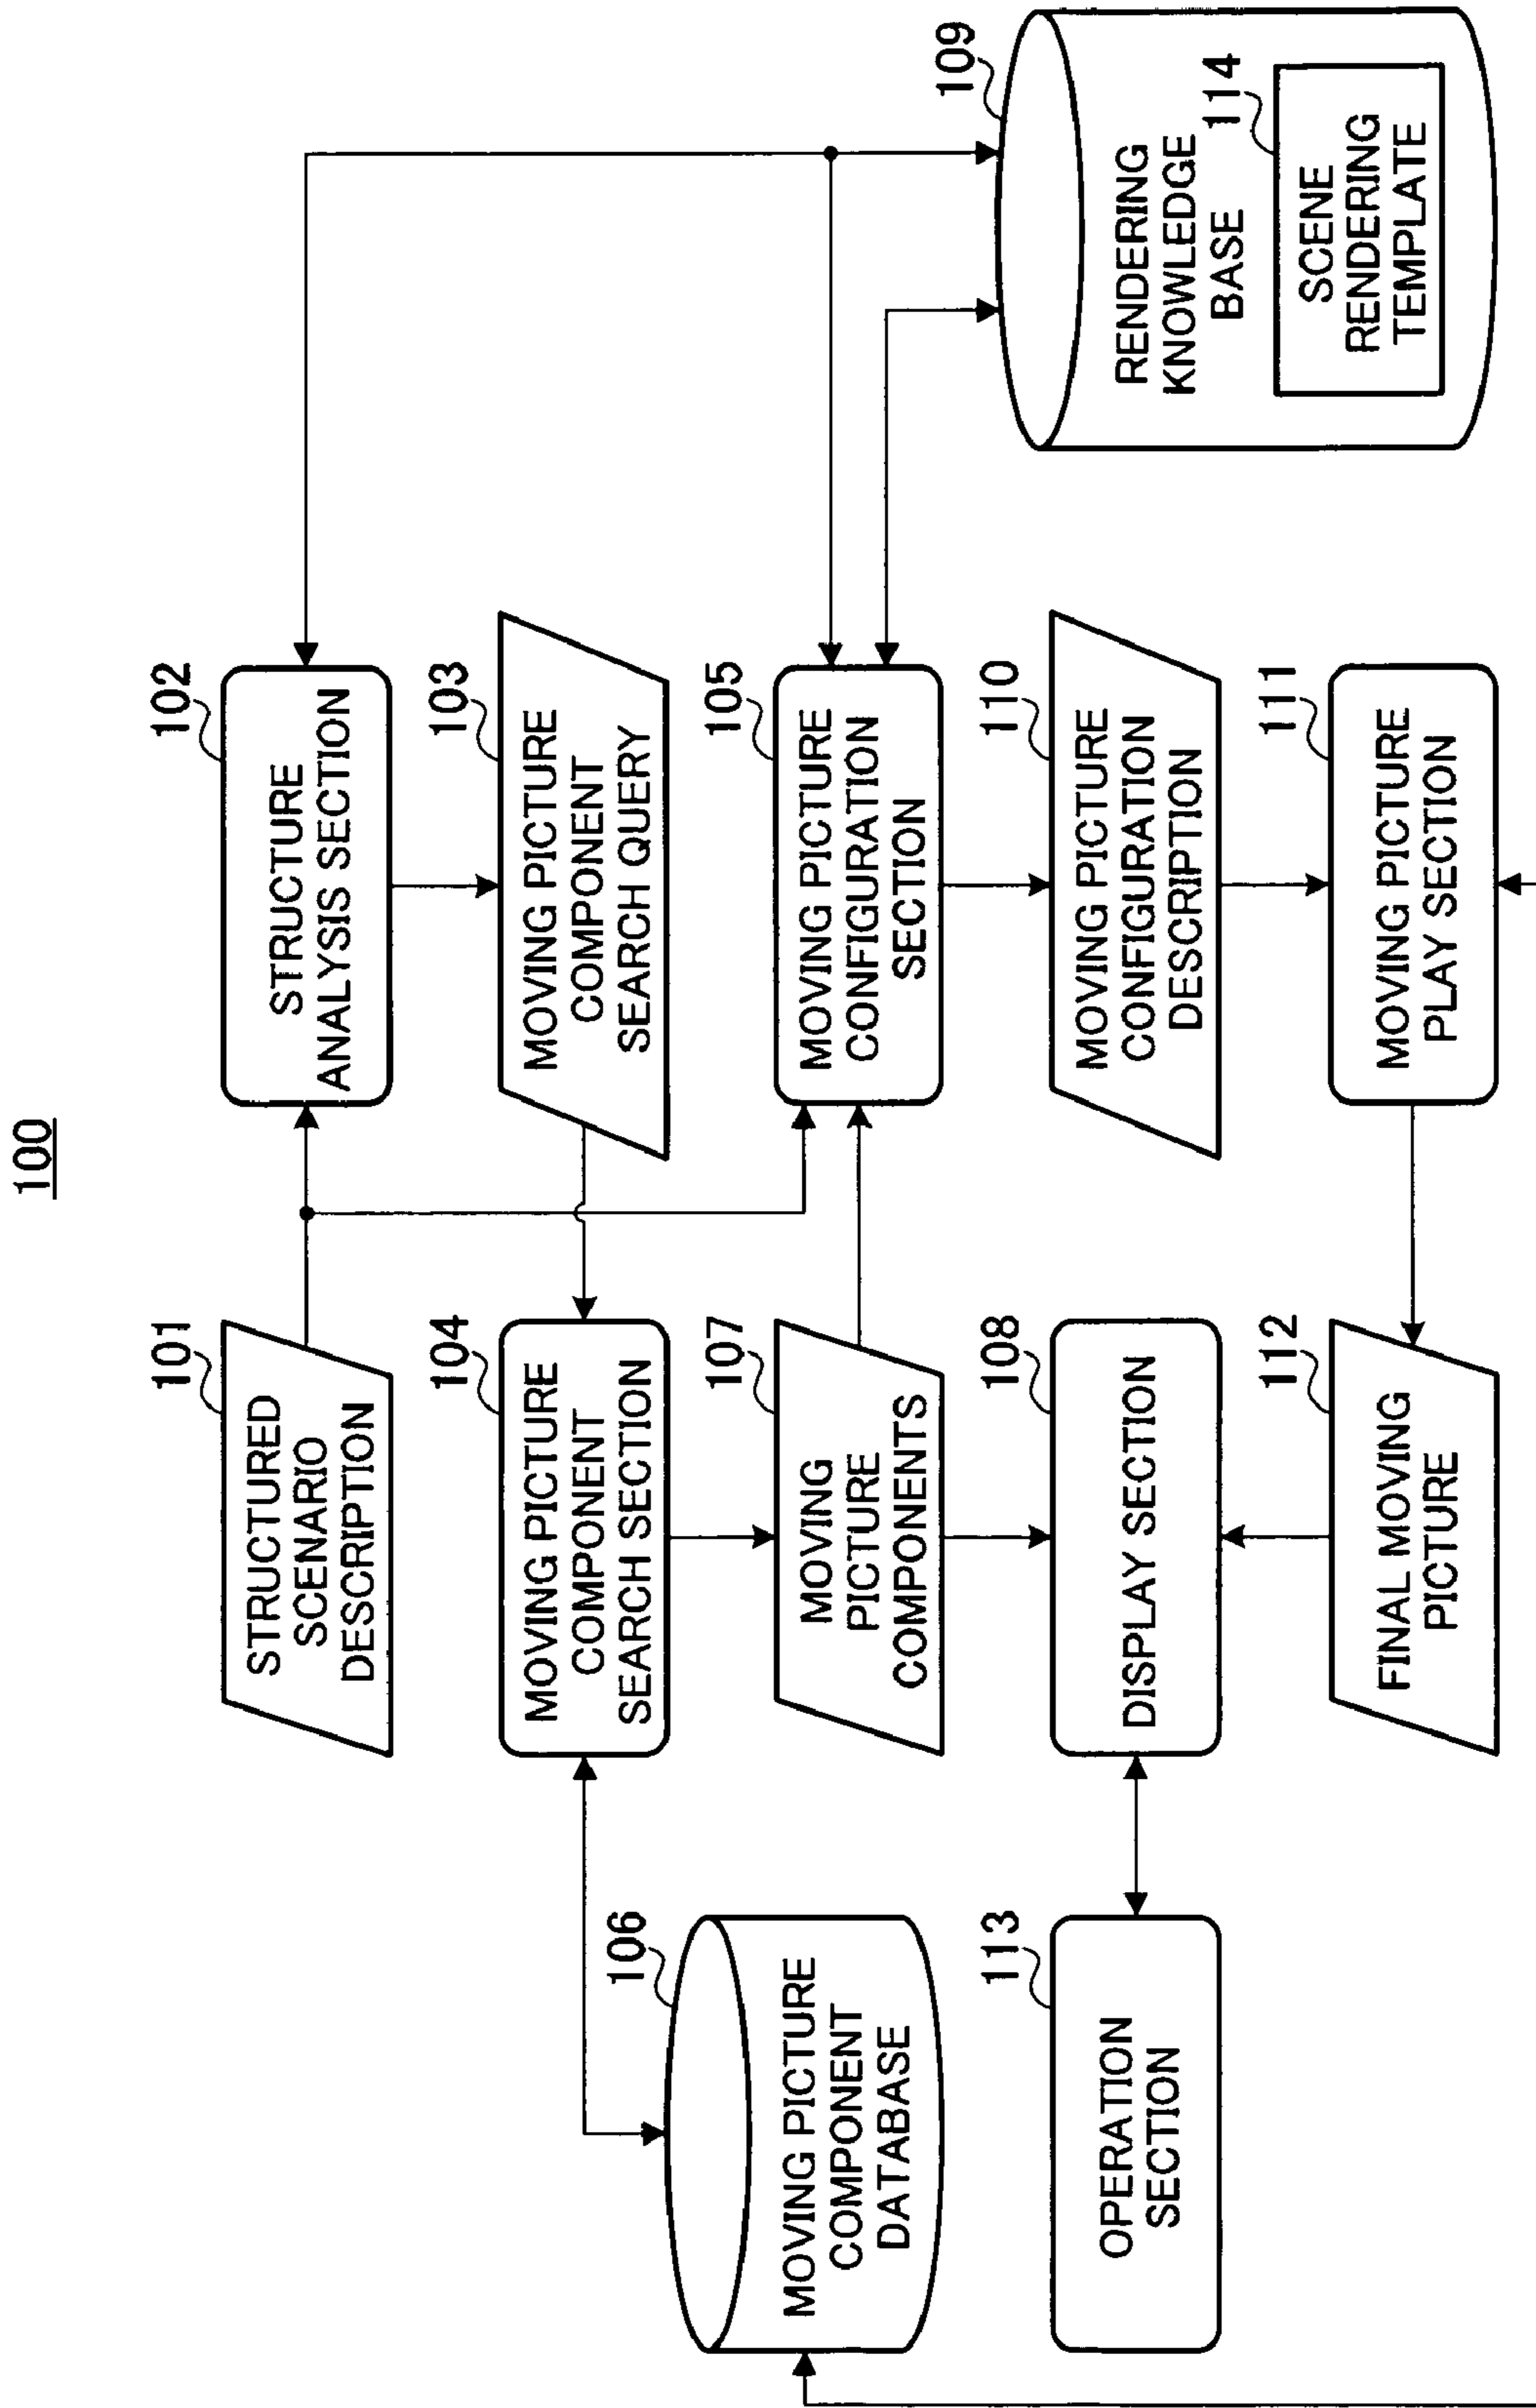 100
101
STRUCTURED
SCENARIO
DESCRIPTION
102
STRUCTURE
ANALYSIS SECTION
103
MOVING PICTURE
COMPONENT
SEARCH QUERY
104
MOVING PICTURE
COMPONENT
SEARCH SECTION
105
MOVING PICTURE
CONFIGURATION
SECTION
106
MOVING PICTURE
COMPONENT
DATABASE
107
MOVING
PICTURE
COMPONENTS
108
DISPLAY SECTION
109
RENDERING
KNOWLEDGE
BASE
114
SCENE
RENDERING
TEMPLATE
110
MOVING PICTURE
CONFIGURATION
DESCRIPTION
113
OPERATION
SECTION
112
FINAL MOVING
PICTURE
111
MOVING PICTURE
PLAY SECTION